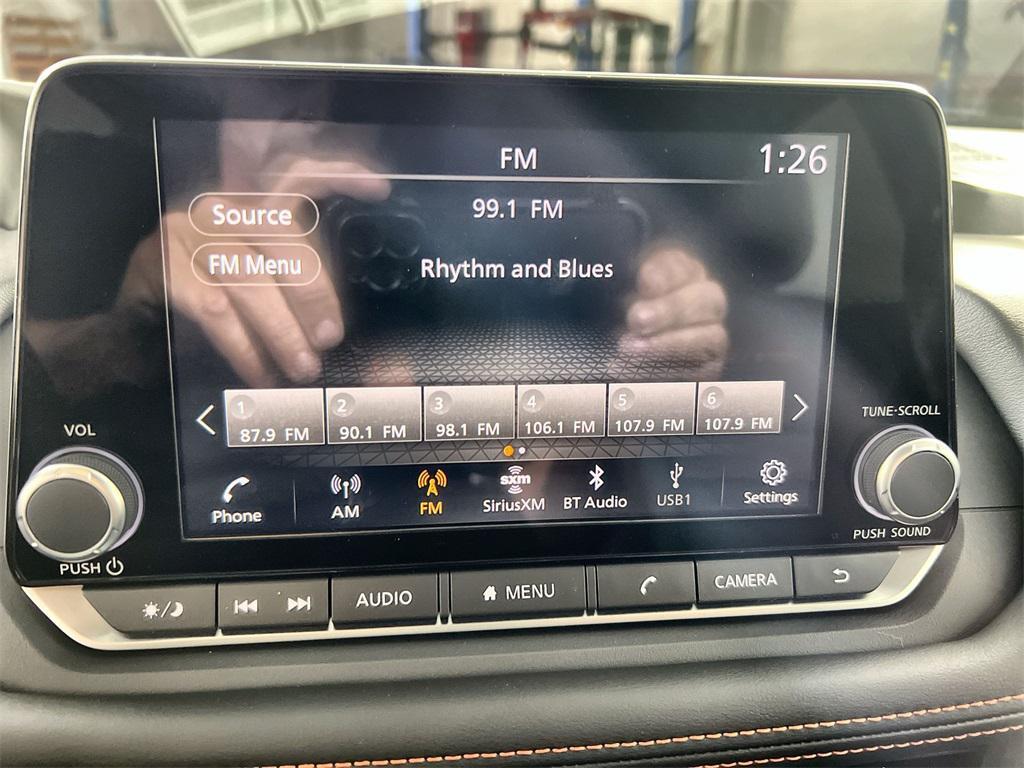 FM
1:26
Source
99.1 FM
FM Menu
Rhythm and Blues
1
2
3
4
5
6
87.9 FM
90.1 FM
98.1 FM
106.1 FM
107.9 FM
107.9 FM
VOL
TUNE·SCROLL
Phone
AM
FM
sxm
SiriusXM
BT Audio
USB1
Settings
PUSH
PUSH SOUND
AUDIO
MENU
CAMERA